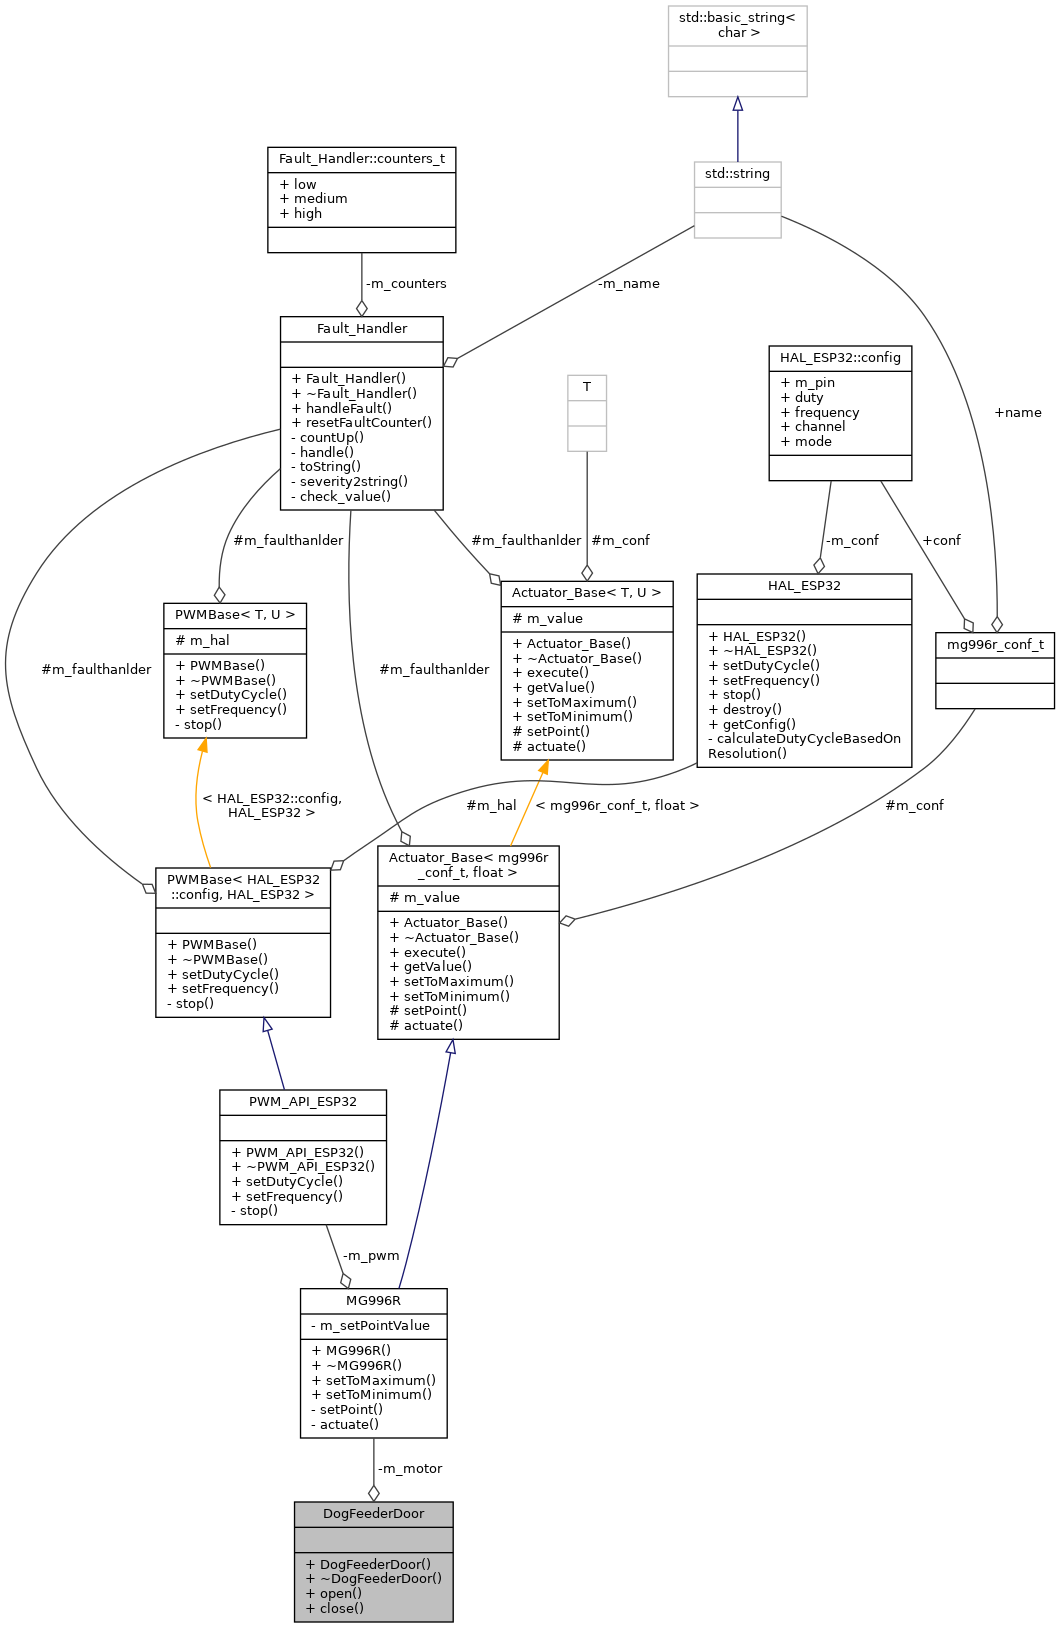 std::basic_string<
char >
std::string
Fault_Handler::counters_t
+ low
+ medium
+ high
-m_counters
-m_name
Fault_Handler
+ Fault_Handler()
+ ~Fault_Handler()
+ handleFault()
+ resetFaultCounter()
- countUp()
- handle()
- toString()
- severity2string()
- check_value()
T
HAL_ESP32::config
+ m_pin
+ duty
+ frequency
+ channel
+ mode
+name
#m_faulthanlder
#m_faulthanlder
#m_conf
-m_conf
+conf
PWMBase< T, U >
# m_hal
+ PWMBase()
+ ~PWMBase()
+ setDutyCycle()
+ setFrequency()
- stop()
Actuator_Base< T, U >
# m_value
+ Actuator_Base()
+ ~Actuator_Base()
+ execute()
+ getValue()
+ setToMaximum()
+ setToMinimum()
# setPoint()
# actuate()
HAL_ESP32
+ HAL_ESP32()
+ ~HAL_ESP32()
+ setDutyCycle()
+ setFrequency()
+ stop()
+ destroy()
+ getConfig()
- calculateDutyCycleBasedOn
Resolution()
mg996r_conf_t
#m_faulthanlder
#m_faulthanlder
< HAL_ESP32::config,
HAL_ESP32 >
#m_hal
< mg996r_conf_t, float >
#m_conf
PWMBase< HAL_ESP32
::config, HAL_ESP32 >
+ PWMBase()
+ ~PWMBase()
+ setDutyCycle()
+ setFrequency()
- stop()
Actuator_Base< mg996r
_conf_t, float >
# m_value
+ Actuator_Base()
+ ~Actuator_Base()
+ execute()
+ getValue()
+ setToMaximum()
+ setToMinimum()
# setPoint()
# actuate()
PWM_API_ESP32
+ PWM_API_ESP32()
+ ~PWM_API_ESP32()
+ setDutyCycle()
+ setFrequency()
- stop()
-m_pwm
MG996R
- m_setPointValue
+ MG996R()
+ ~MG996R()
+ setToMaximum()
+ setToMinimum()
- setPoint()
- actuate()
-m_motor
DogFeederDoor
+ DogFeederDoor()
+ ~DogFeederDoor()
+ open()
+ close()